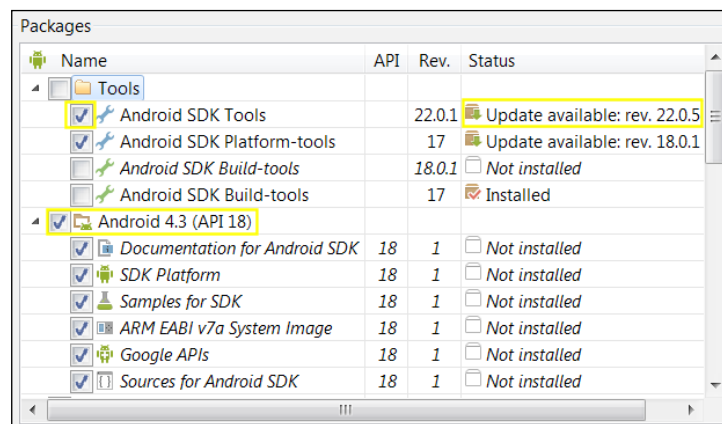 Packages
Name API Rev. Status
Tools
Android SDK Tools 22.0.1 Update available: rev. 22.0.5
Android SDK Platform-tools 17 Update available: rev. 18.0.1
Android SDK Build-tools 18.0.1 Not installed
Android SDK Build-tools 17 Installed
Android 4.3 (API 18)
Documentation for Android SDK 18 1 Not installed
SDK Platform 18 1 Not installed
Samples for SDK 18 1 Not installed
ARM EABI v7a System Image 18 1 Not installed
Google APIs 18 1 Not installed
Sources for Android SDK 18 1 Not installed